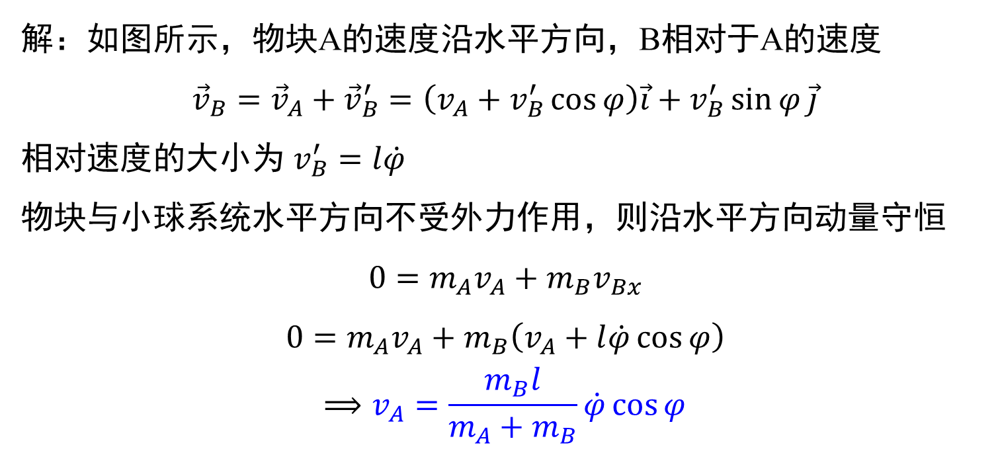 解：如图所示，物块A的速度沿水平方向，B相对于A的速度
$\vec{v}_B = \vec{v}_A + \vec{v}_B' = (v_A + v_B' \cos\varphi)\vec{\imath} + v_B' \sin\varphi\,\vec{\jmath}$
相对速度的大小为 $v_B' = l\dot{\varphi}$
物块与小球系统水平方向不受外力作用，则沿水平方向动量守恒
$0 = m_A v_A + m_B v_{Bx}$
$0 = m_A v_A + m_B (v_A + l\dot{\varphi} \cos\varphi)$
$\Longrightarrow v_A = \frac{m_B l}{m_A + m_B} \dot{\varphi} \cos\varphi$